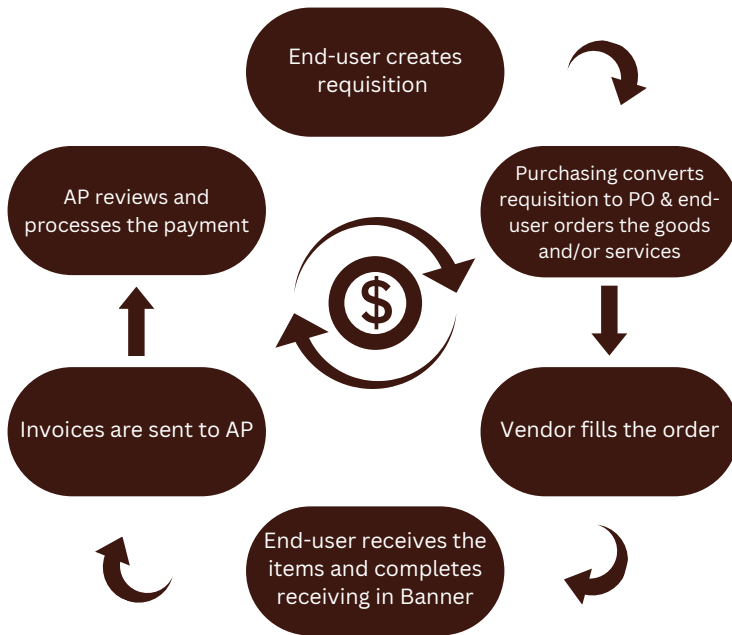 End-user creates
requisition
Purchasing converts
requisition to PO & end-
user orders the goods
and/or services
Vendor fills the order
End-user receives the
items and completes
receiving in Banner
Invoices are sent to AP
AP reviews and
processes the payment
$